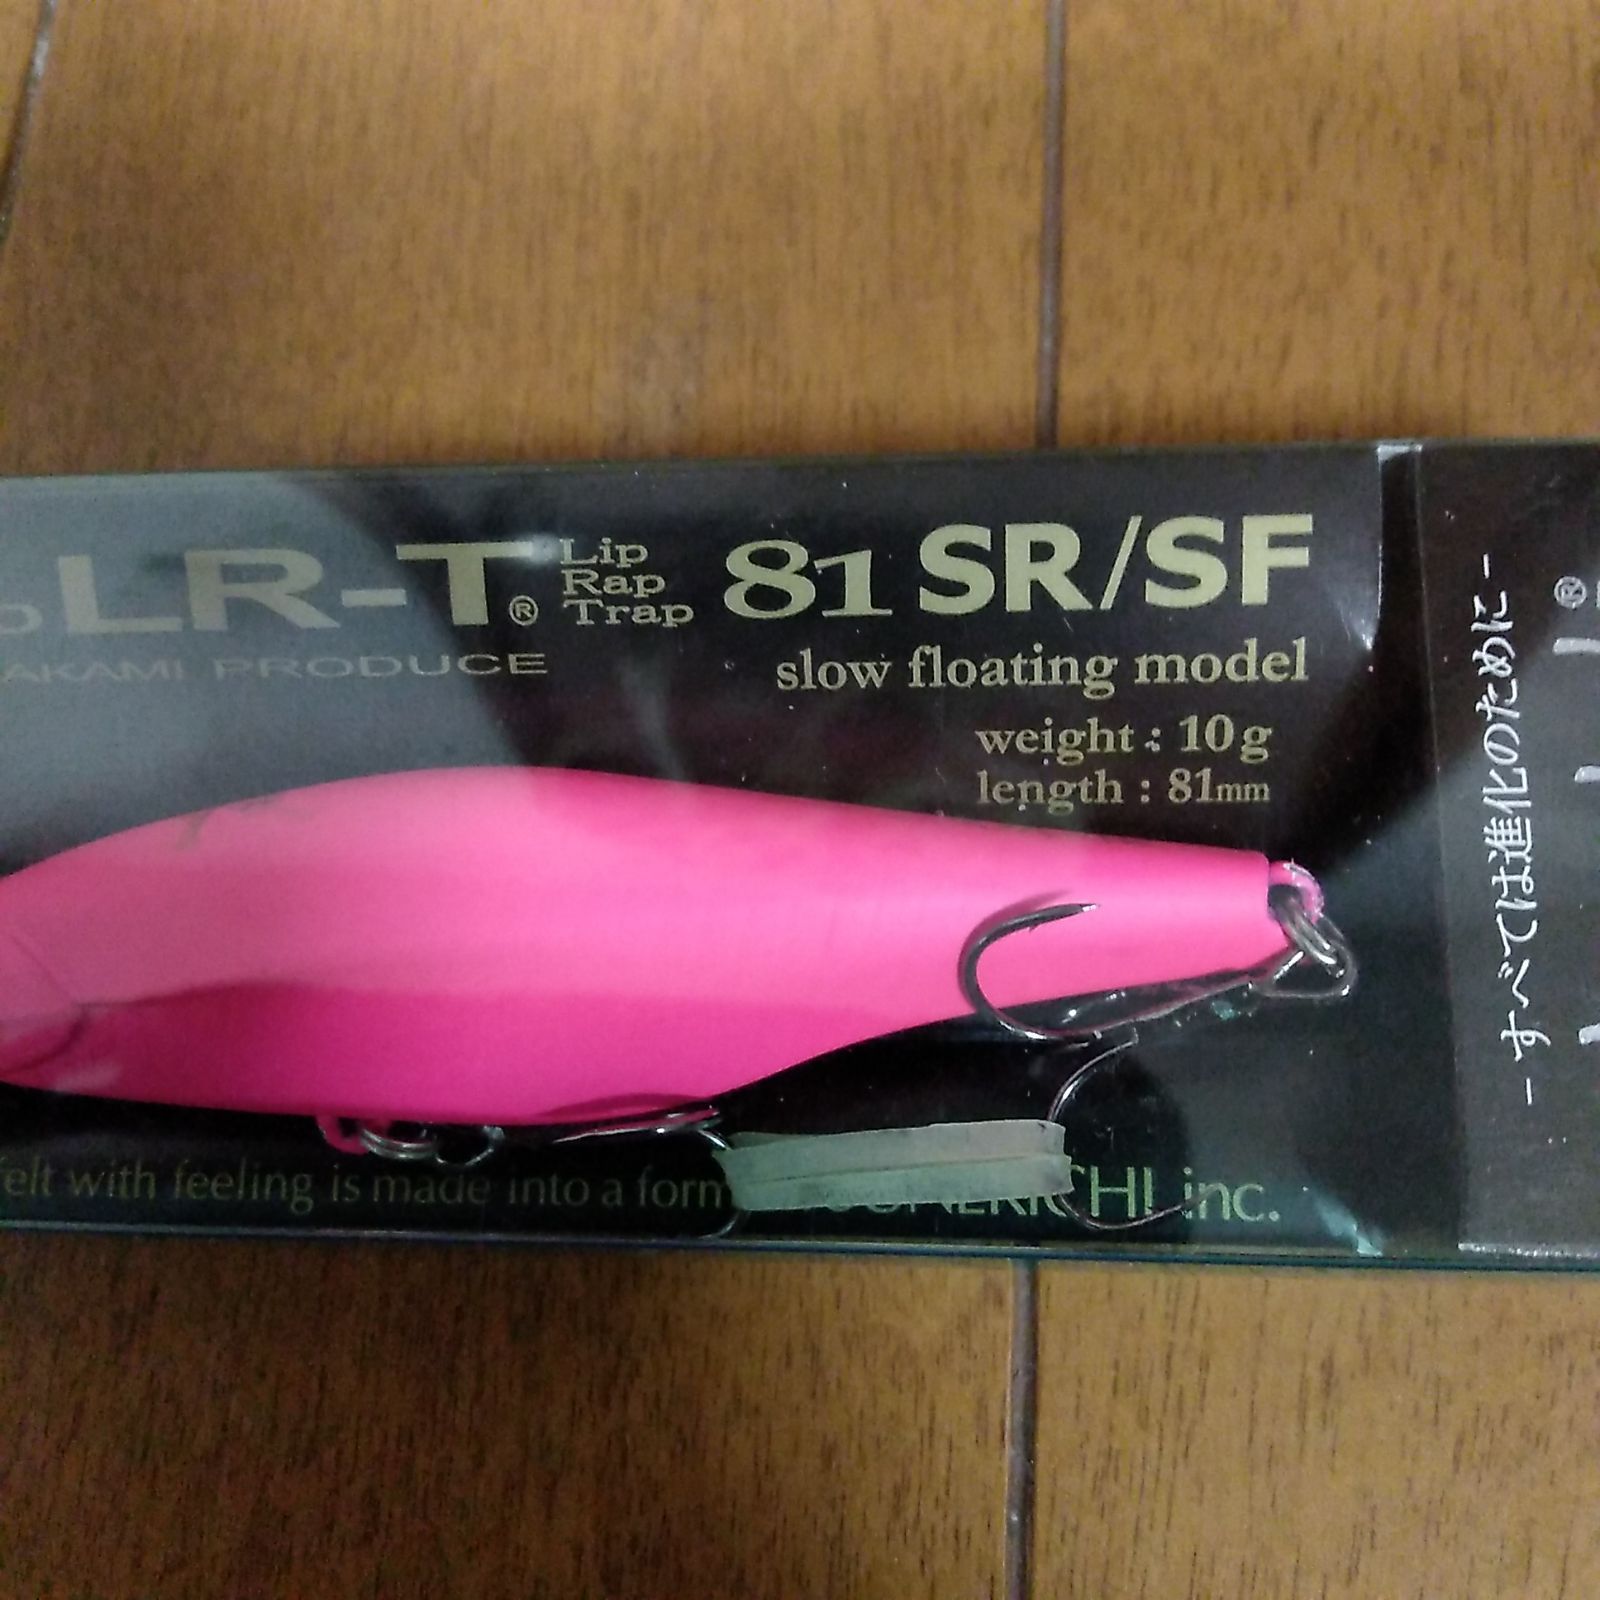 LR-T® Lip Rap Trap 81 SR/SF
AKAMI PRODUCE
slow floating model
weight : 10g
length : 81mm
felt with feeling is made into a form
inc.
- すべては進化のために -
®